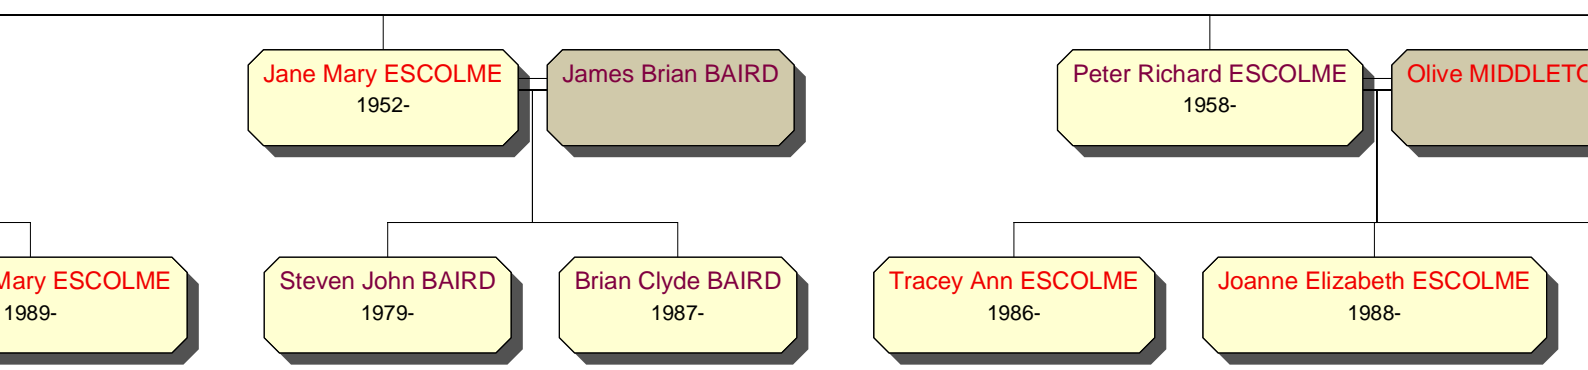 Jane Mary ESCOLME
1952-
James Brian BAIRD
Peter Richard ESCOLME
1958-
Olive
Mary ESCOLME
1989-
Steven John BAIRD
1979-
Brian Clyde BAIRD
1987-
Tracey Ann ESCOLME
1986-
Joanne Elizabeth ESCOLME
1988-